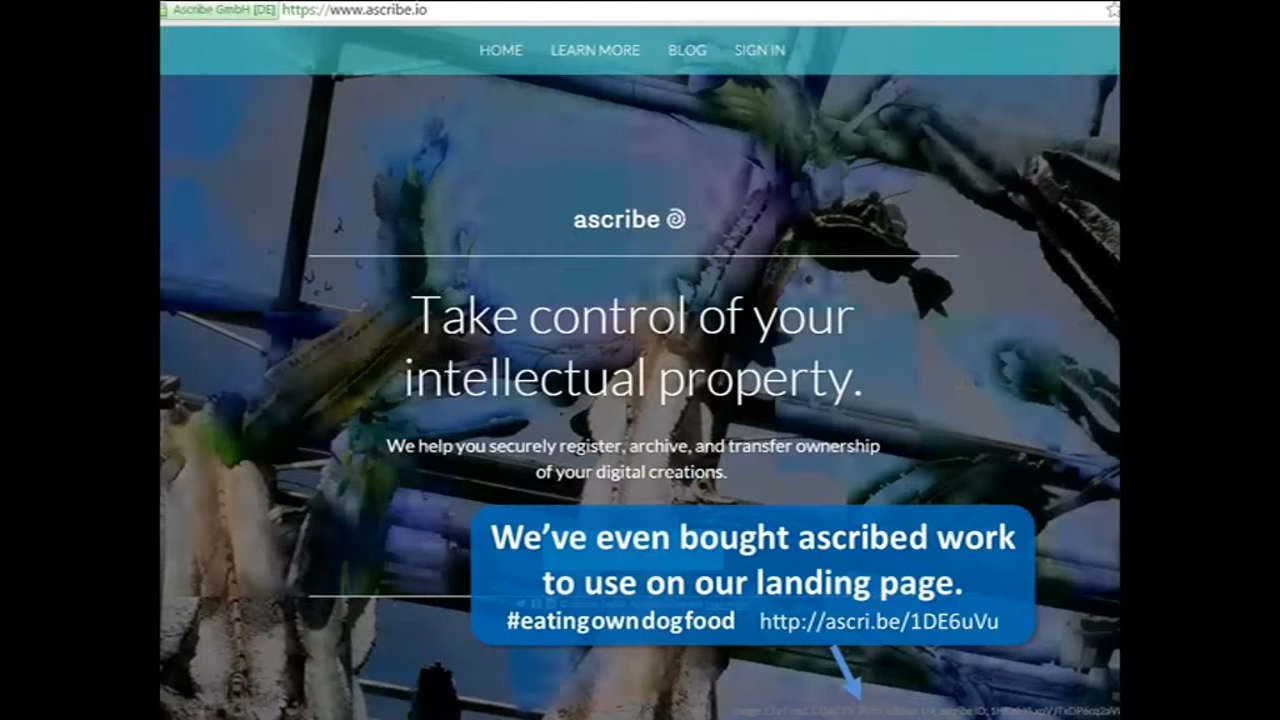 Ascribe GmbH [DE] https://www.ascribe.io
HOME LEARN MORE BLOG SIGN IN
ascribe
Take control of your
intellectual property.
We help you securely register, archive, and transfer ownership
of your digital creations.
We've even bought ascribed work
to use on our landing page.
#eatingowndogfood http://ascri.be/1DE6uVu